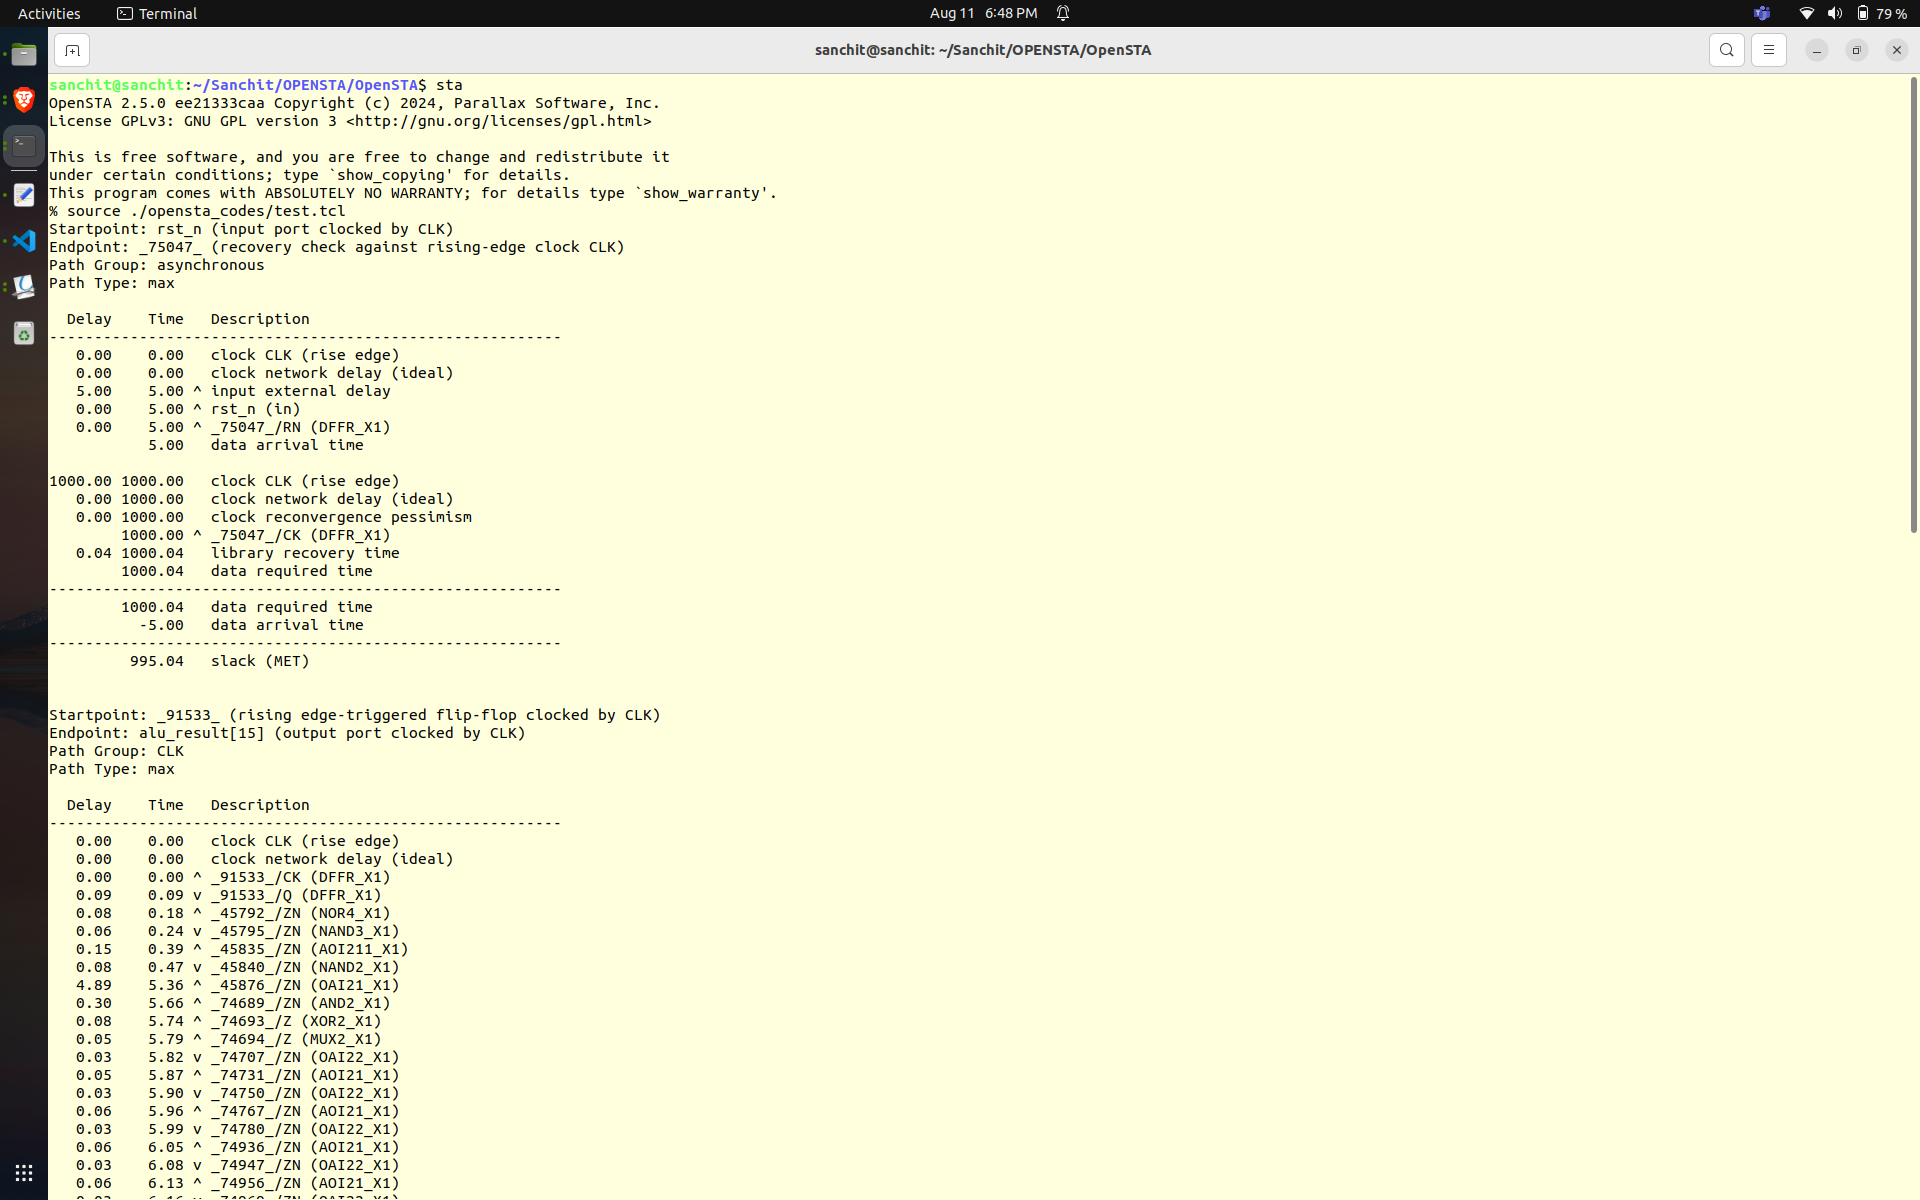 Activities
Terminal
Aug 11 6:48 PM
79 %
sanchit@sanchit: ~/Sanchit/OPENSTA/OpenSTA
sanchit@sanchit:~/Sanchit/OPENSTA/OpenSTA$ sta
OpenSTA 2.5.0 ee21333caa Copyright (c) 2024, Parallax Software, Inc.
License GPLv3: GNU GPL version 3 <http://gnu.org/licenses/gpl.html>
This is free software, and you are free to change and redistribute it
under certain conditions; type `show_copying' for details.
This program comes with ABSOLUTELY NO WARRANTY; for details type `show_warranty'.
% source ./opensta_codes/test.tcl
Startpoint: rst_n (input port clocked by CLK)
Endpoint: _75047_ (recovery check against rising-edge clock CLK)
Path Group: asynchronous
Path Type: max
  Delay    Time   Description
---------------------------------------------------------
   0.00    0.00   clock CLK (rise edge)
   0.00    0.00   clock network delay (ideal)
   5.00    5.00 ^ input external delay
   0.00    5.00 ^ rst_n (in)
   0.00    5.00 ^ _75047_/RN (DFFR_X1)
           5.00   data arrival time
1000.00 1000.00   clock CLK (rise edge)
   0.00 1000.00   clock network delay (ideal)
   0.00 1000.00   clock reconvergence pessimism
        1000.00 ^ _75047_/CK (DFFR_X1)
   0.04 1000.04   library recovery time
        1000.04   data required time
---------------------------------------------------------
        1000.04   data required time
          -5.00   data arrival time
---------------------------------------------------------
         995.04   slack (MET)
Startpoint: _91533_ (rising edge-triggered flip-flop clocked by CLK)
Endpoint: alu_result[15] (output port clocked by CLK)
Path Group: CLK
Path Type: max
  Delay    Time   Description
---------------------------------------------------------
   0.00    0.00   clock CLK (rise edge)
   0.00    0.00   clock network delay (ideal)
   0.00    0.00 ^ _91533_/CK (DFFR_X1)
   0.09    0.09 v _91533_/Q (DFFR_X1)
   0.08    0.18 ^ _45792_/ZN (NOR4_X1)
   0.06    0.24 v _45795_/ZN (NAND3_X1)
   0.15    0.39 ^ _45835_/ZN (AOI211_X1)
   0.08    0.47 v _45840_/ZN (NAND2_X1)
   4.89    5.36 ^ _45876_/ZN (OAI21_X1)
   0.30    5.66 ^ _74689_/ZN (AND2_X1)
   0.08    5.74 ^ _74693_/Z (XOR2_X1)
   0.05    5.79 ^ _74694_/Z (MUX2_X1)
   0.03    5.82 v _74707_/ZN (OAI22_X1)
   0.05    5.87 ^ _74731_/ZN (AOI21_X1)
   0.03    5.90 v _74750_/ZN (OAI22_X1)
   0.06    5.96 ^ _74767_/ZN (AOI21_X1)
   0.03    5.99 v _74780_/ZN (OAI22_X1)
   0.06    6.05 ^ _74936_/ZN (AOI21_X1)
   0.03    6.08 v _74947_/ZN (OAI22_X1)
   0.06    6.13 ^ _74956_/ZN (AOI21_X1)